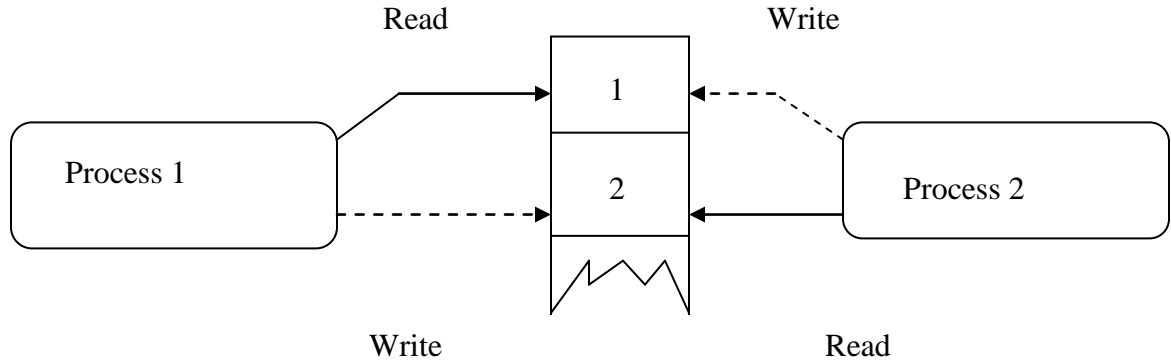 Read
Write
1
Process 1
2
Process 2
Write
Read